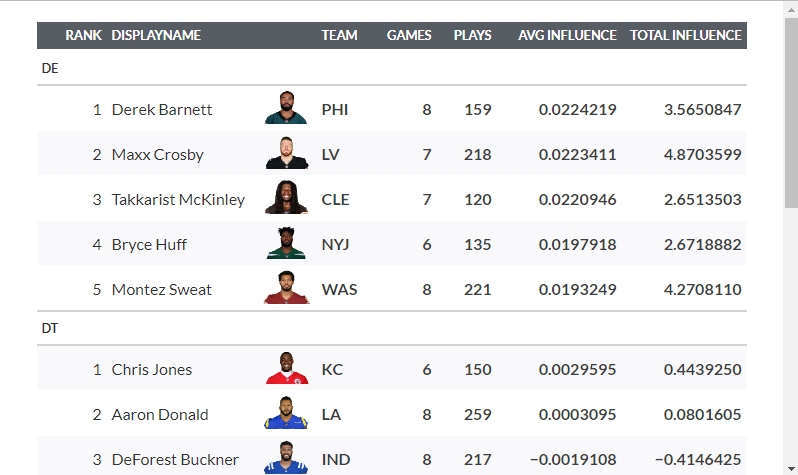 RANK DISPLAYNAME TEAM GAMES PLAYS AVG INFLUENCE TOTAL INFLUENCE
DE
1 Derek Barnett PHI 8 159 0.0224219 3.5650847
2 Maxx Crosby LV 7 218 0.0223411 4.8703599
3 Takkarist McKinley CLE 7 120 0.0220946 2.6513503
4 Bryce Huff NYJ 6 135 0.0197918 2.6718882
5 Montez Sweat WAS 8 221 0.0193249 4.2708110
DT
1 Chris Jones KC 6 150 0.0029595 0.4439250
2 Aaron Donald LA 8 259 0.0003095 0.0801605
3 DeForest Buckner IND 8 217 −0.0019108 −0.4146425